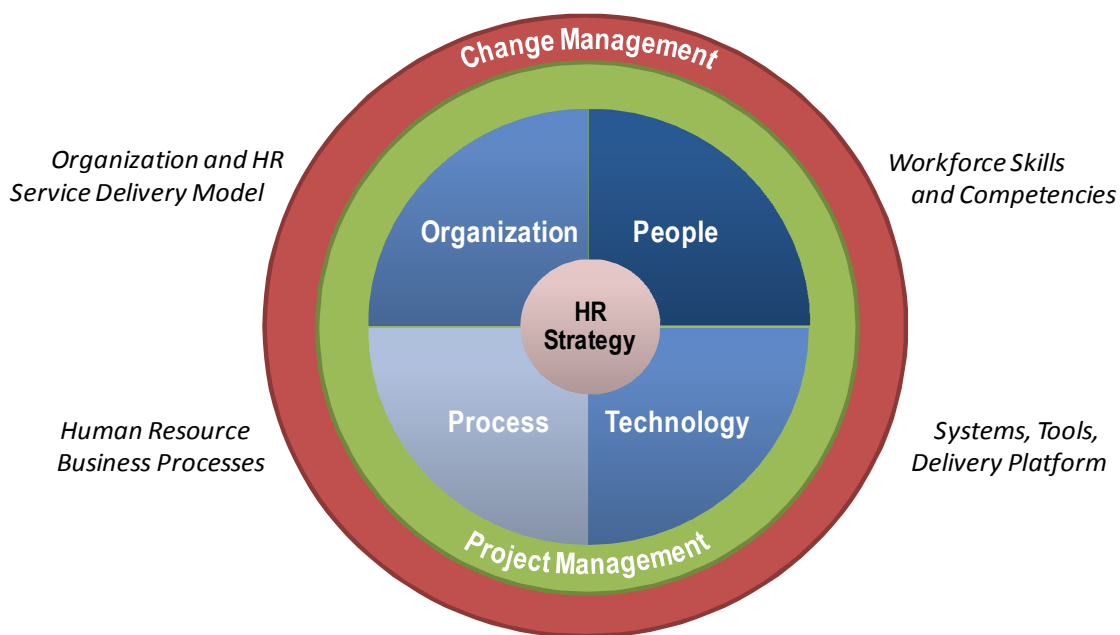 Change Management
Organization and HR
Service Delivery Model
Workforce Skills
and Competencies
Organization
People
HR
Strategy
Process
Technology
Human Resource
Business Processes
Systems, Tools,
Delivery Platform
Project Management